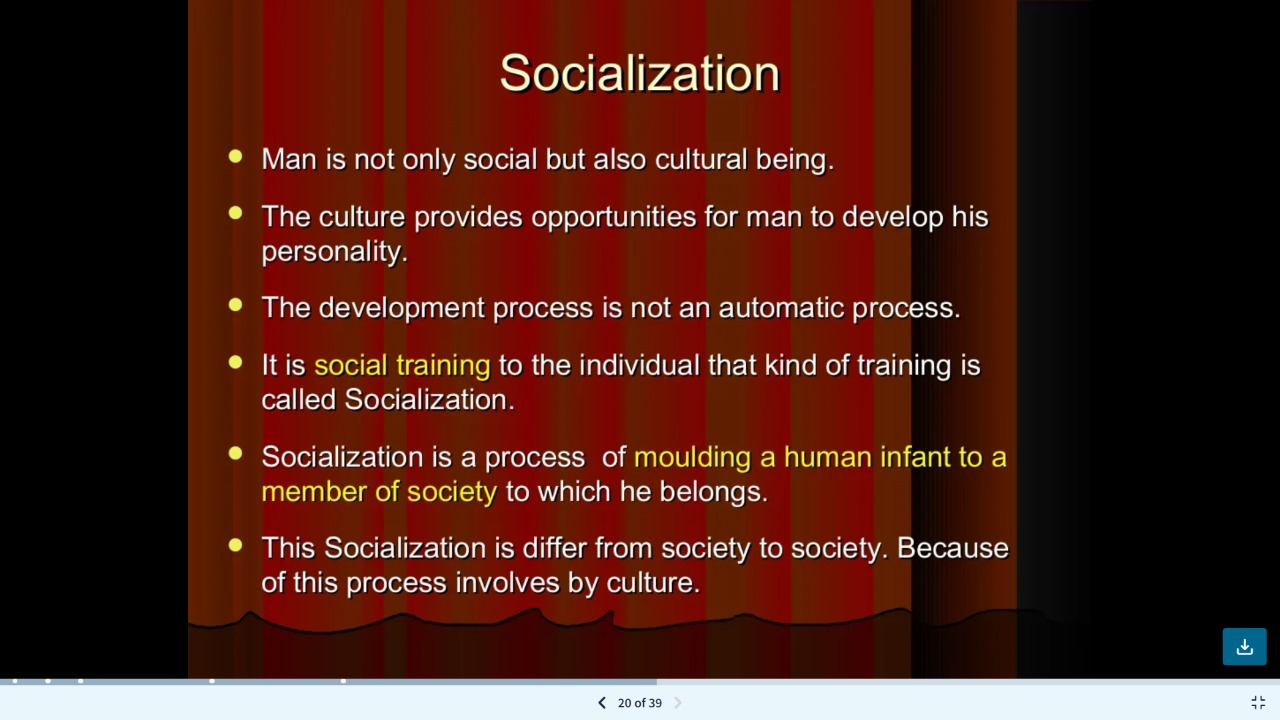 Socialization
• Man is not only social but also cultural being.
• The culture provides opportunities for man to develop his
personality.
• The development process is not an automatic process.
• It is social training to the individual that kind of training is
called Socialization.
• Socialization is a process  of moulding a human infant to a
member of society to which he belongs.
• This Socialization is differ from society to society. Because
of this process involves by culture.
20 of 39